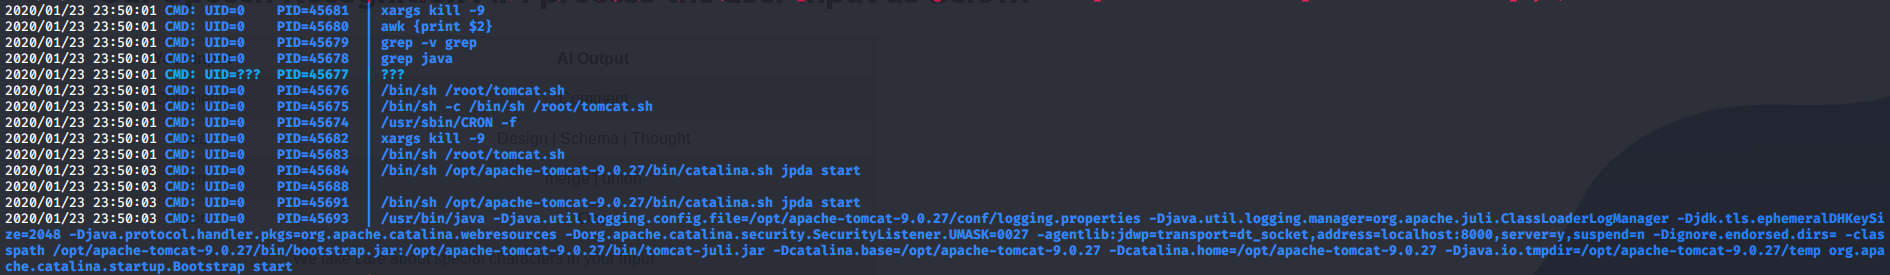 2020/01/23 23:50:01 CMD: UID=0    PID=45681  | xargs kill -9
2020/01/23 23:50:01 CMD: UID=0    PID=45680  | awk {print $2}
2020/01/23 23:50:01 CMD: UID=0    PID=45679  | grep -v grep
2020/01/23 23:50:01 CMD: UID=0    PID=45678  | grep java
AI Output
2020/01/23 23:50:01 CMD: UID=???  PID=45677  | ???
2020/01/23 23:50:01 CMD: UID=0    PID=45676  | /bin/sh /root/tomcat.sh
2020/01/23 23:50:01 CMD: UID=0    PID=45675  | /bin/sh -c /bin/sh /root/tomcat.sh
2020/01/23 23:50:01 CMD: UID=0    PID=45674  | /usr/sbin/CRON -f
2020/01/23 23:50:01 CMD: UID=0    PID=45682  | xargs kill -9
Design | Schema | Thought
2020/01/23 23:50:01 CMD: UID=0    PID=45683  | /bin/sh /root/tomcat.sh
2020/01/23 23:50:03 CMD: UID=0    PID=45684  | /bin/sh /opt/apache-tomcat-9.0.27/bin/catalina.sh jpda start
2020/01/23 23:50:03 CMD: UID=0    PID=45688  |
2020/01/23 23:50:03 CMD: UID=0    PID=45691  | /bin/sh /opt/apache-tomcat-9.0.27/bin/catalina.sh jpda start
2020/01/23 23:50:03 CMD: UID=0    PID=45693  | /usr/bin/java -Djava.util.logging.config.file=/opt/apache-tomcat-9.0.27/conf/logging.properties -Djava.util.logging.manager=org.apache.juli.ClassLoaderLogManager -Djdk.tls.ephemeralDHKeySi
ze=2048 -Djava.protocol.handler.pkgs=org.apache.catalina.webresources -Dorg.apache.catalina.security.SecurityListener.UMASK=0027 -agentlib:jdwp=transport=dt_socket,address=localhost:8000,server=y,suspend=n -Dignore.endorsed.dirs= -clas
spath /opt/apache-tomcat-9.0.27/bin/bootstrap.jar:/opt/apache-tomcat-9.0.27/bin/tomcat-juli.jar -Dcatalina.base=/opt/apache-tomcat-9.0.27 -Dcatalina.home=/opt/apache-tomcat-9.0.27 -Djava.io.tmpdir=/opt/apache-tomcat-9.0.27/temp org.apa
che.catalina.startup.Bootstrap start